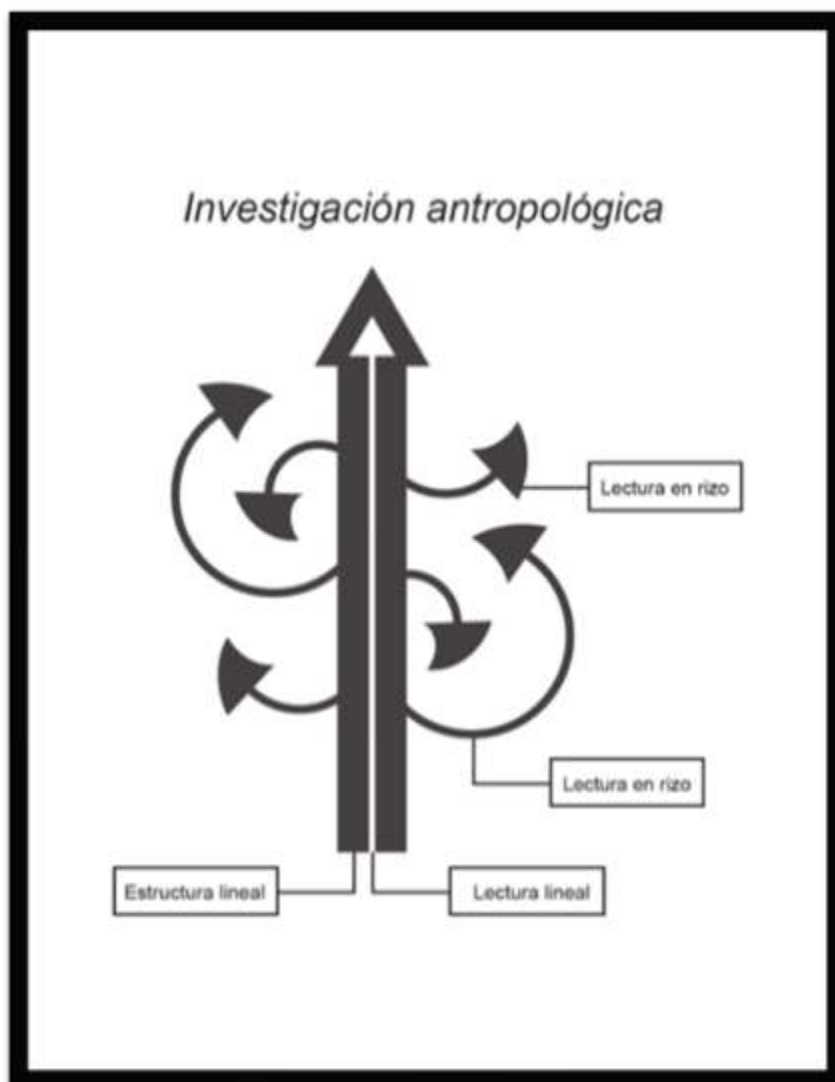 Investigación antropológica
Lectura en rizo
Lectura en rizo
Estructura lineal
Lectura lineal